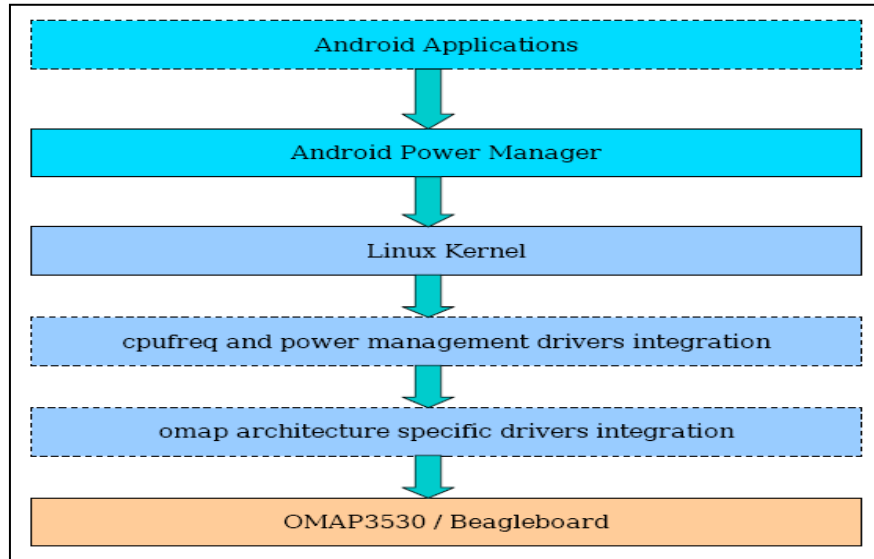 Android Applications
Android Power Manager
Linux Kernel
cpufreq and power management drivers integration
omap architecture specific drivers integration
OMAP3530 / Beagleboard